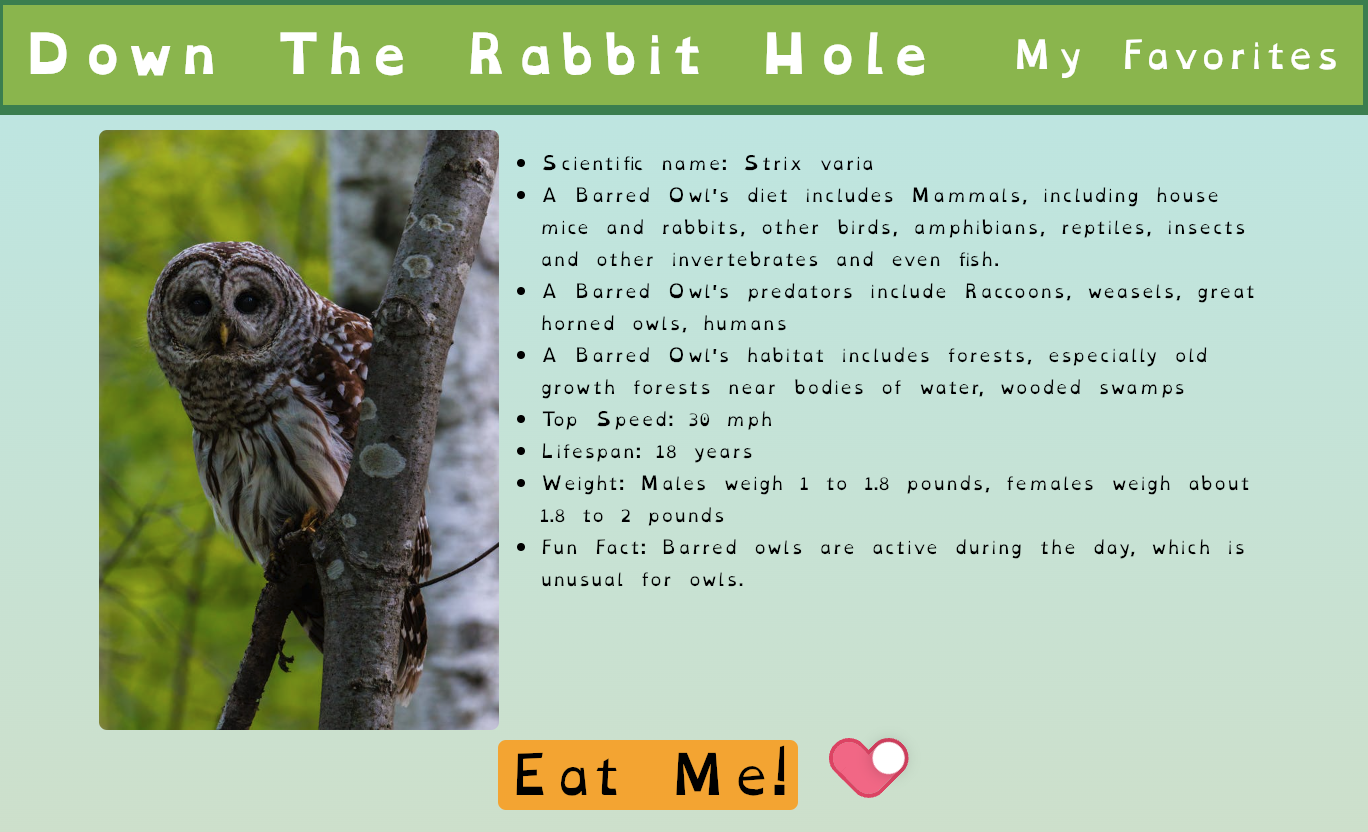 Down The Rabbit Hole My Favorites
• Scientific name: Strix varia
• A Barred Owl's diet includes Mammals, including house
mice and rabbits, other birds, amphibians, reptiles, insects
and other invertebrates and even fish.
• A Barred Owl's predators include Raccoons, weasels, great
horned owls, humans
• A Barred Owl's habitat includes forests, especially old
growth forests near bodies of water, wooded swamps
• Top Speed: 30 mph
• Lifespan: 18 years
• Weight: Males weigh 1 to 1.8 pounds, females weigh about
1.8 to 2 pounds
• Fun Fact: Barred owls are active during the day, which is
unusual for owls.
Eat Me!